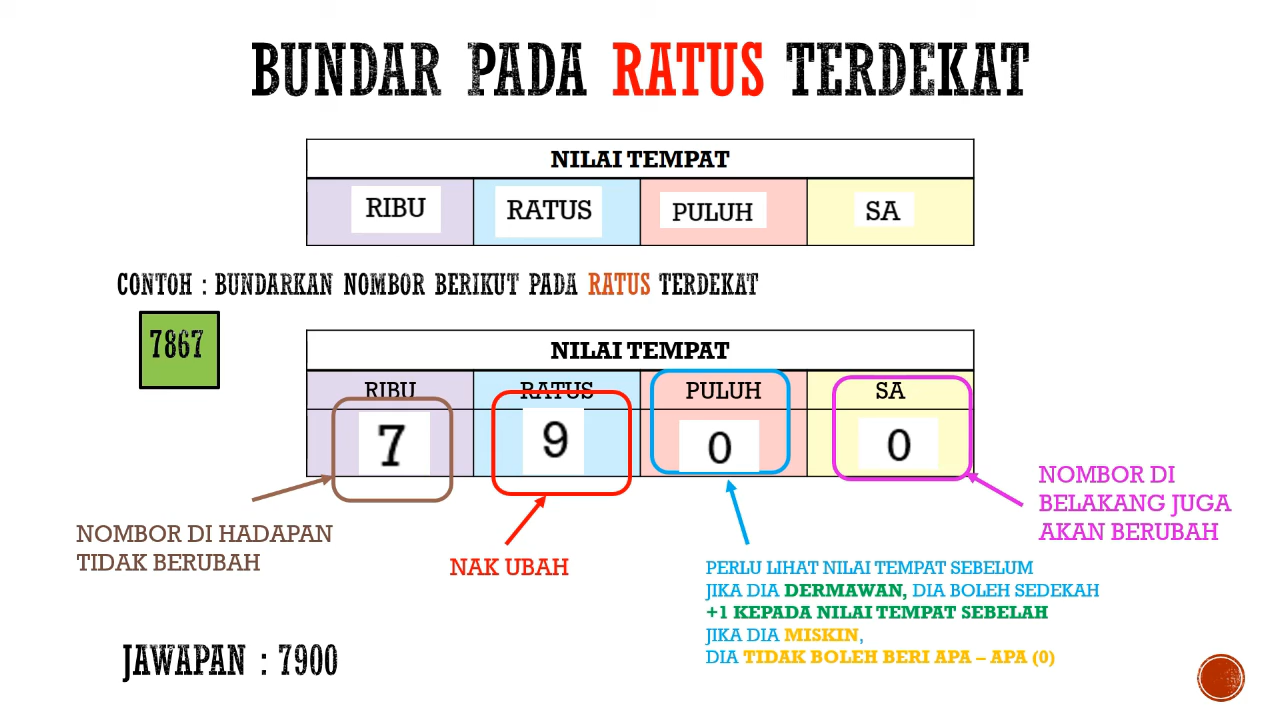 BUNDAR PADA RATUS TERDEKAT
NILAI TEMPAT
RIBU RATUS PULUH SA
CONTOH : BUNDARKAN NOMBOR BERIKUT PADA RATUS TERDEKAT
7867
NILAI TEMPAT
RIBU RATUS PULUH SA
7 9 0 0
NOMBOR DI HADAPAN
TIDAK BERUBAH
NAK UBAH
NOMBOR DI
BELAKANG JUGA
AKAN BERUBAH
PERLU LIHAT NILAI TEMPAT SEBELUM
JIKA DIA DERMAWAN, DIA BOLEH SEDEKAH
+1 KEPADA NILAI TEMPAT SEBELAH
JIKA DIA MISKIN,
DIA TIDAK BOLEH BERI APA – APA (0)
JAWAPAN : 7900